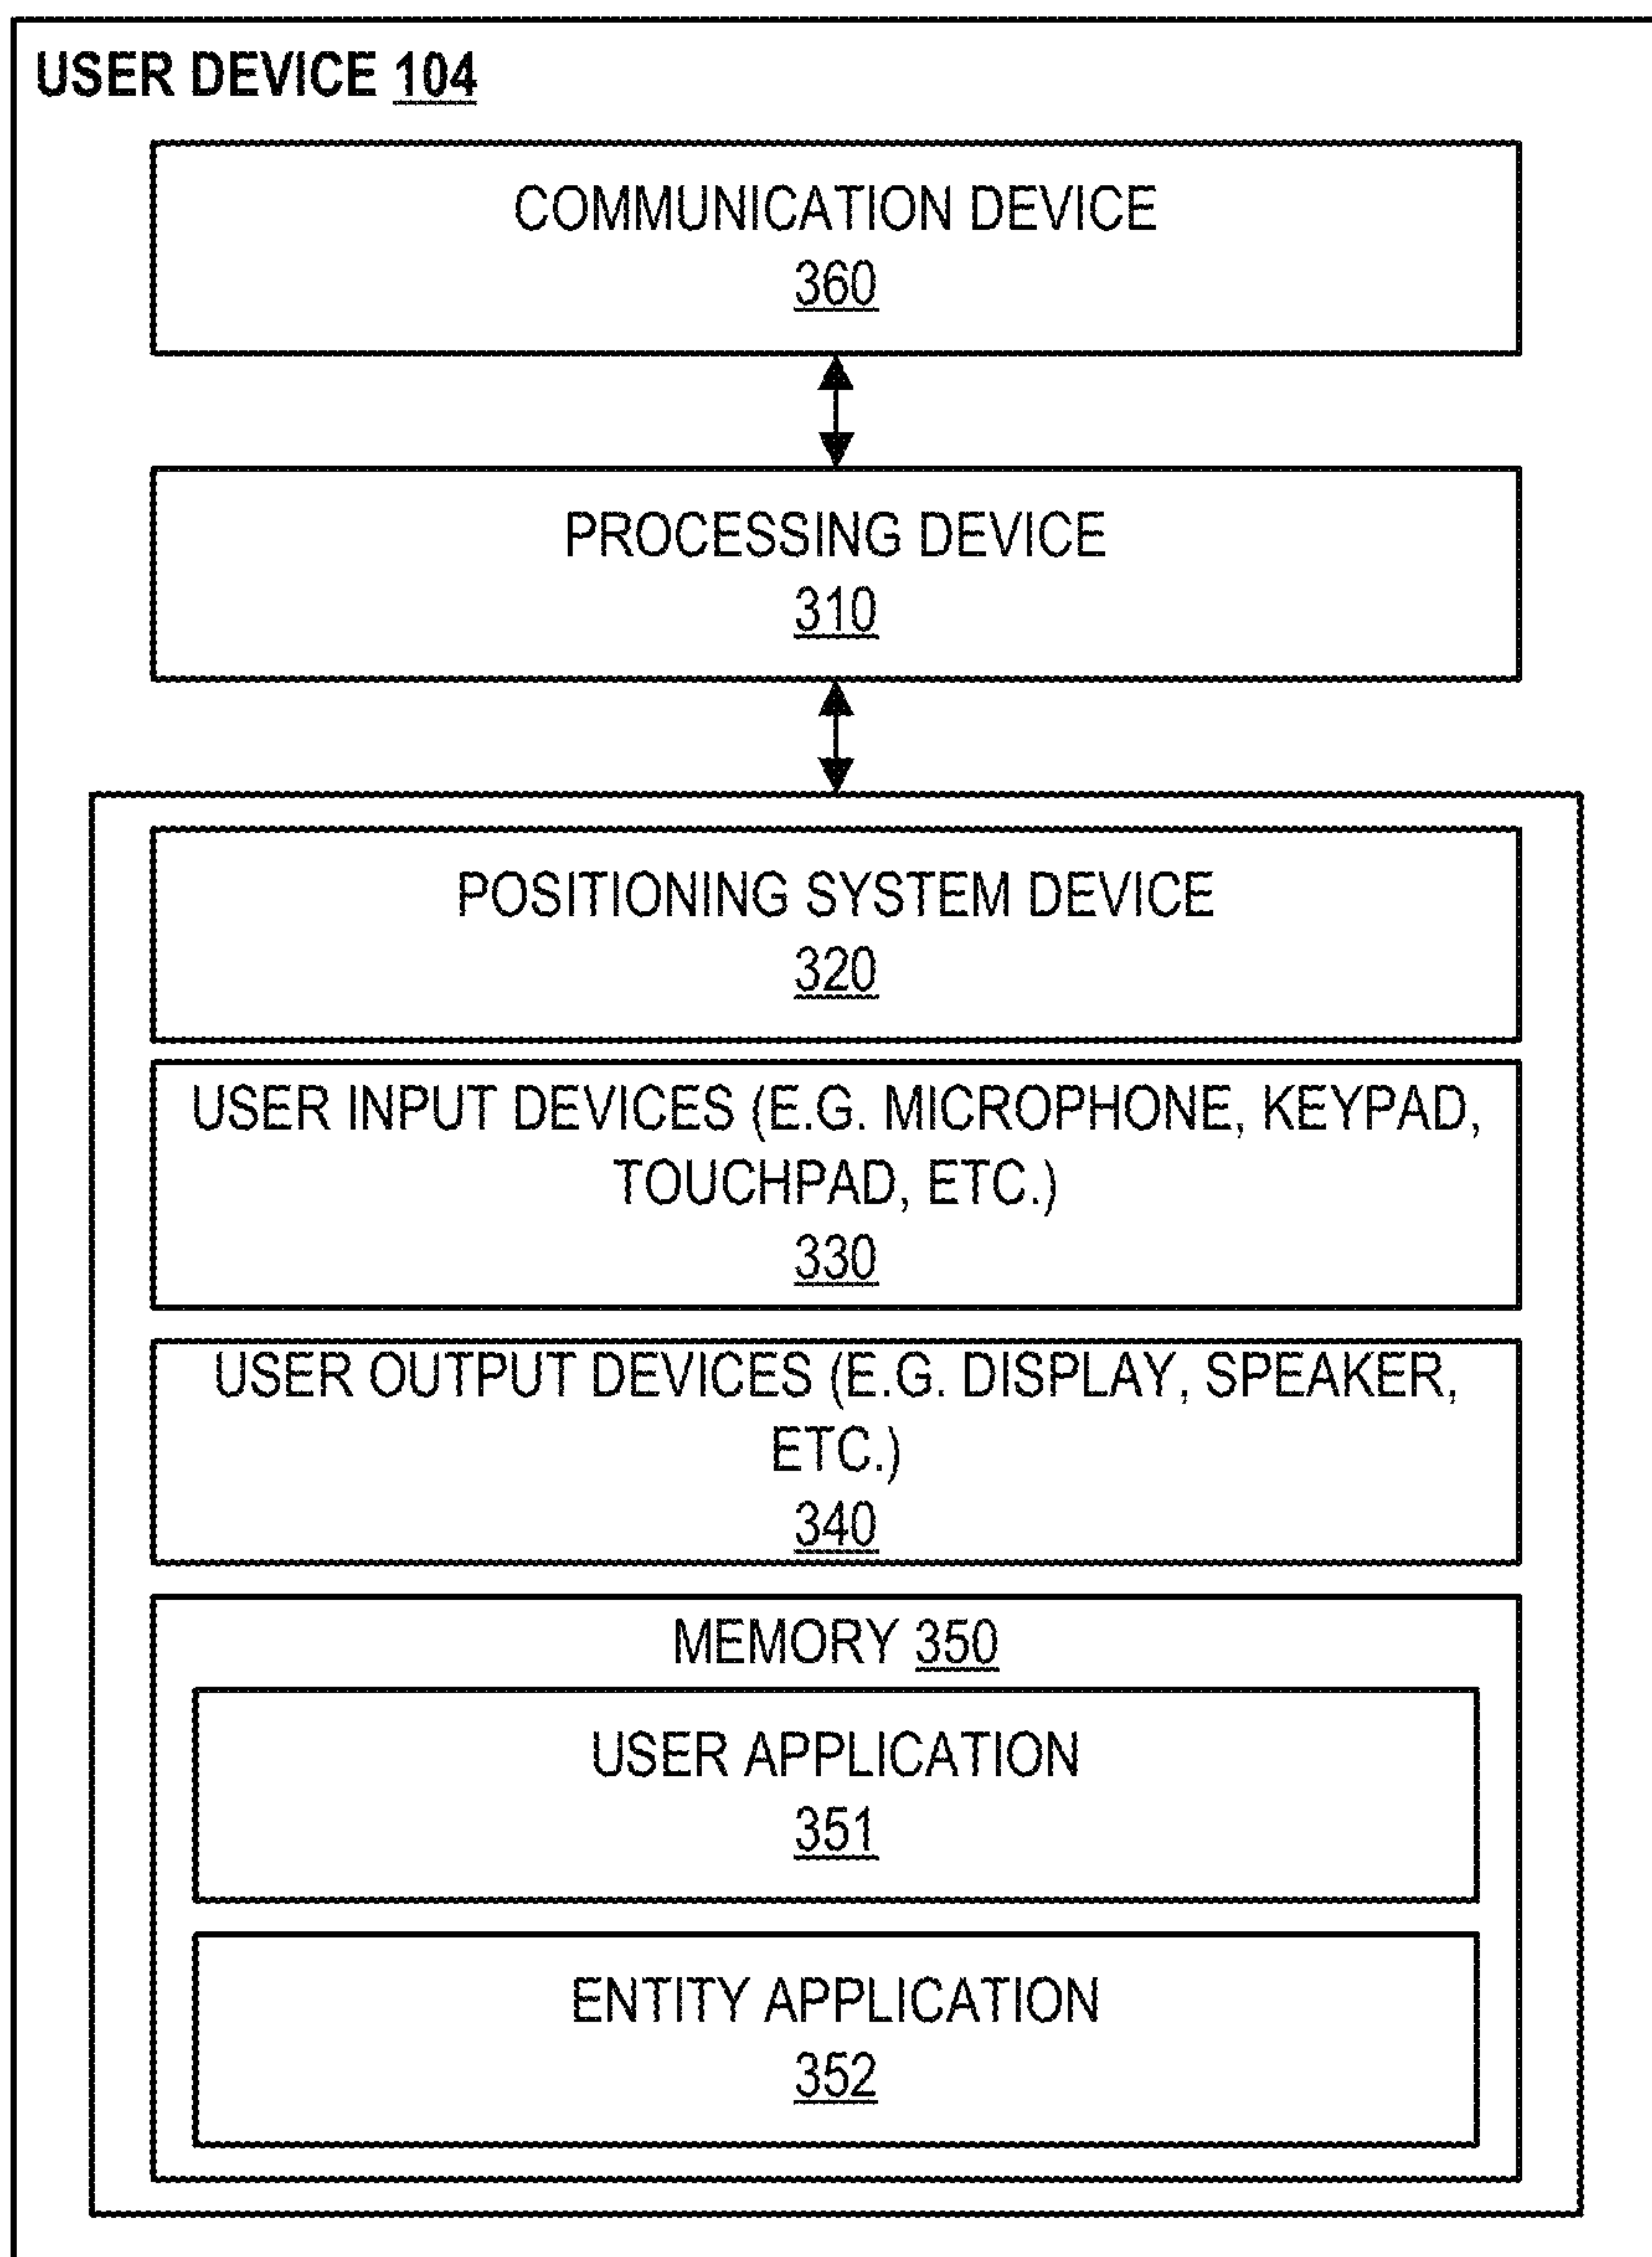 USER DEVICE 104
COMMUNICATION DEVICE
360
PROCESSING DEVICE
310
POSITIONING SYSTEM DEVICE
320
USER INPUT DEVICES (E.G. MICROPHONE, KEYPAD,
TOUCHPAD, ETC.)
330
USER OUTPUT DEVICES (E.G. DISPLAY, SPEAKER,
ETC.)
340
MEMORY 350
USER APPLICATION
351
ENTITY APPLICATION
352